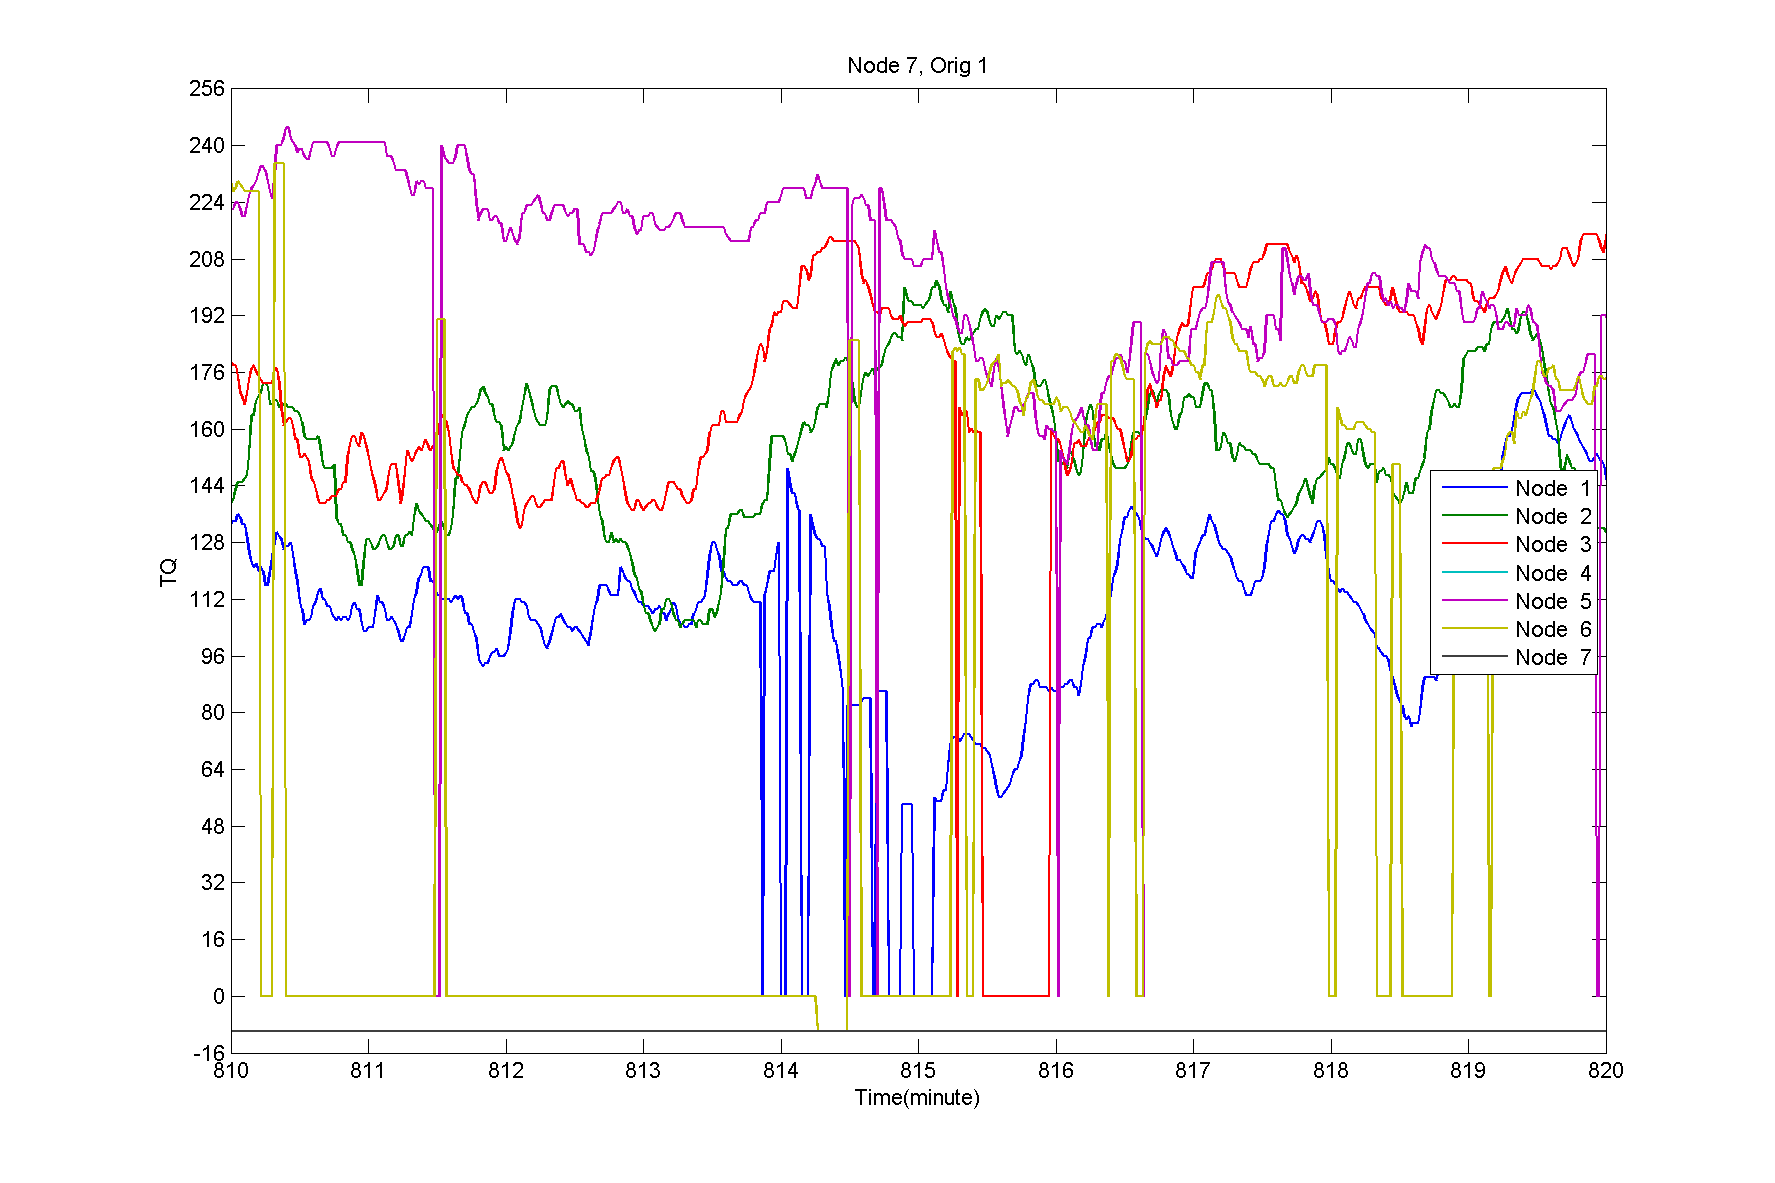 Node 7, Orig 1
256
240
224
208
192
176
160
144
128
112
96
80
64
48
32
16
0
-16
TQ
Node 1
Node 2
Node 3
Node 4
Node 5
Node 6
Node 7
810 811 812 813 814 815 816 817 818 819 820
Time(minute)